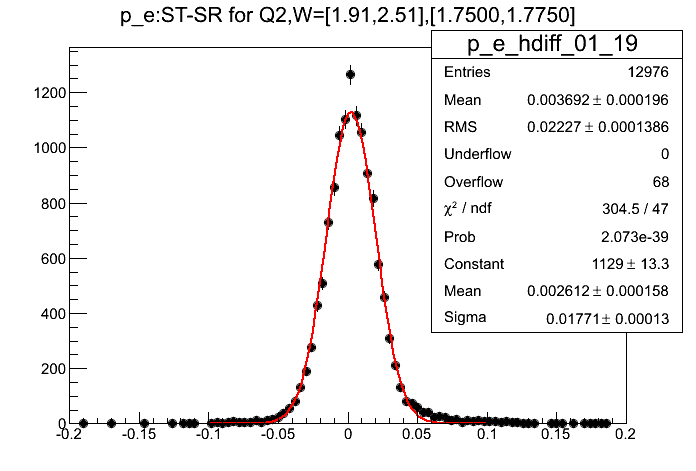 p_e:ST-SR for Q2,W=[1.91,2.51],[1.7500,1.7750]
p_e_hdiff_01_19
Entries 12976
Mean 0.003692 ± 0.000196
RMS 0.02227 ± 0.0001386
Underflow 0
Overflow 68
χ² / ndf 304.5 / 47
Prob 2.073e-39
Constant 1129 ± 13.3
Mean 0.002612 ± 0.000158
Sigma 0.01771 ± 0.00013
1200
1000
800
600
400
200
0
-0.2 -0.15 -0.1 -0.05 0 0.05 0.1 0.15 0.2